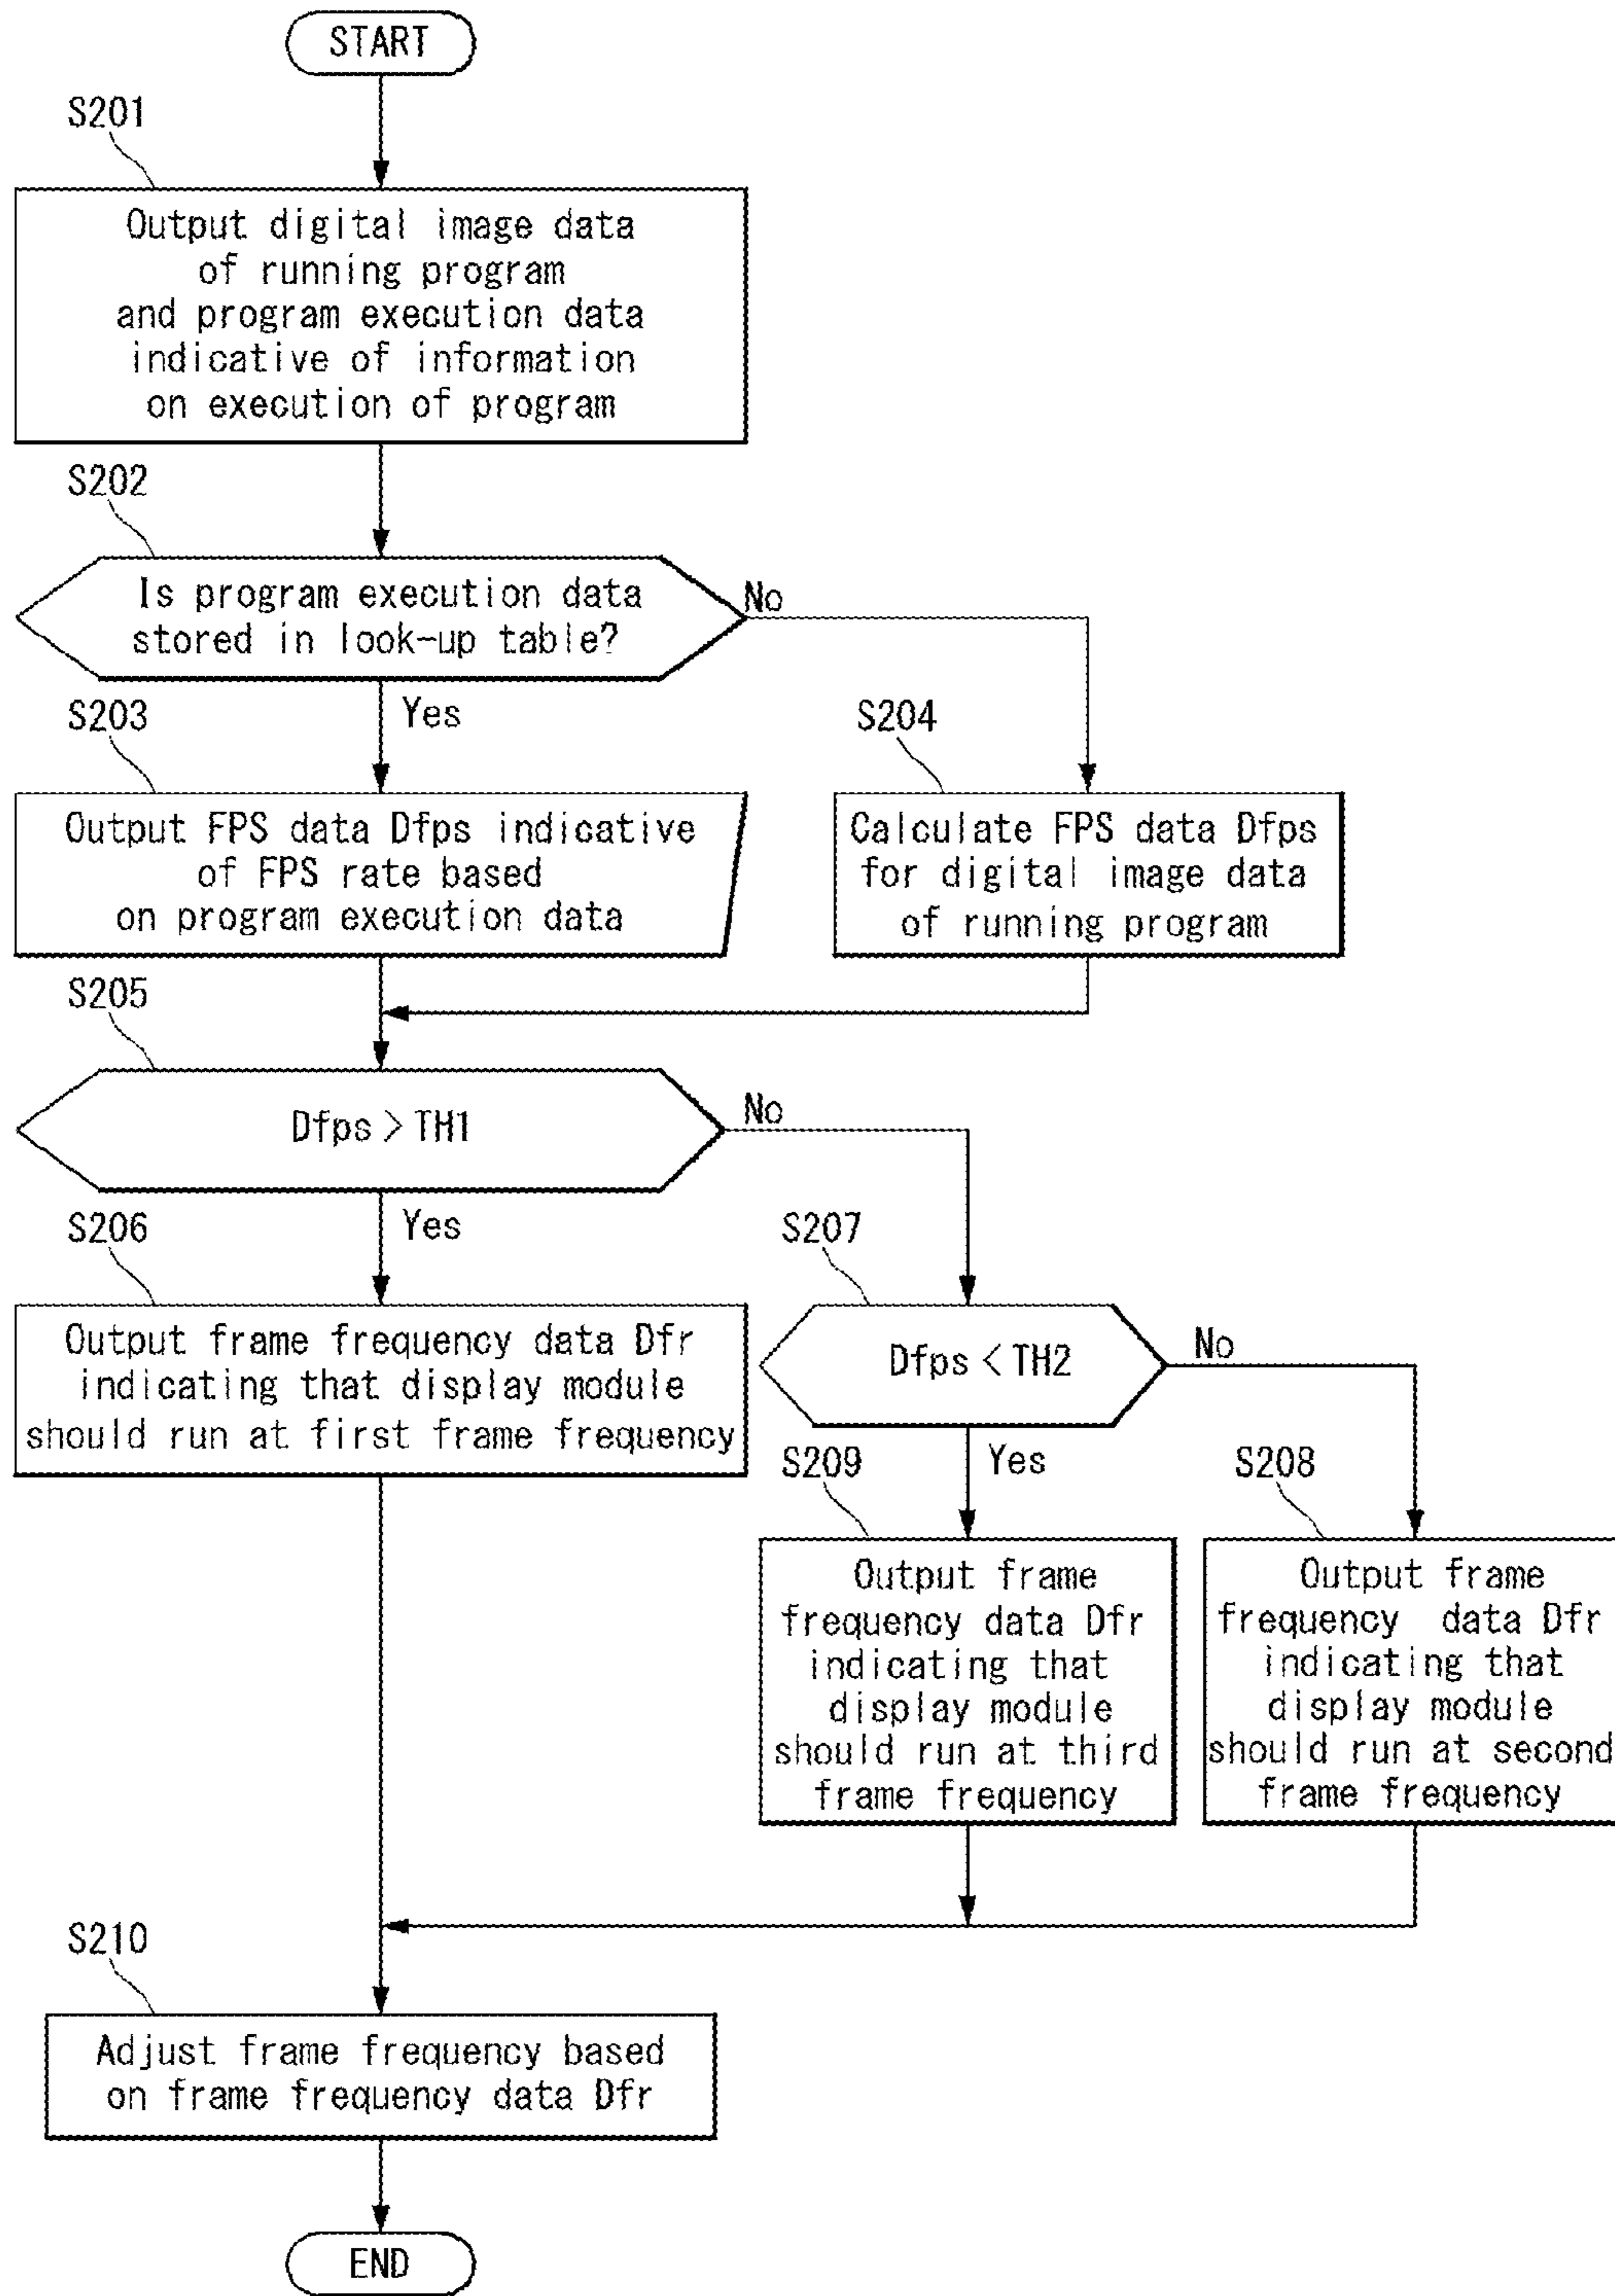 START
S201
Output digital image data
of running program
and program execution data
indicative of information
on execution of program
S202
Is program execution data
stored in look-up table?
No
Yes
S203
Output FPS data Dfps indicative
of FPS rate based
on program execution data
S204
Calculate FPS data Dfps
for digital image data
of running program
S205
Dfps > TH1
No
Yes
S206
Output frame frequency data Dfr
indicating that display module
should run at first frame frequency
S207
Dfps < TH2
No
Yes
S209
Output frame
frequency data Dfr
indicating that
display module
should run at third
frame frequency
S208
Output frame
frequency data Dfr
indicating that
display module
should run at second
frame frequency
S210
Adjust frame frequency based
on frame frequency data Dfr
END